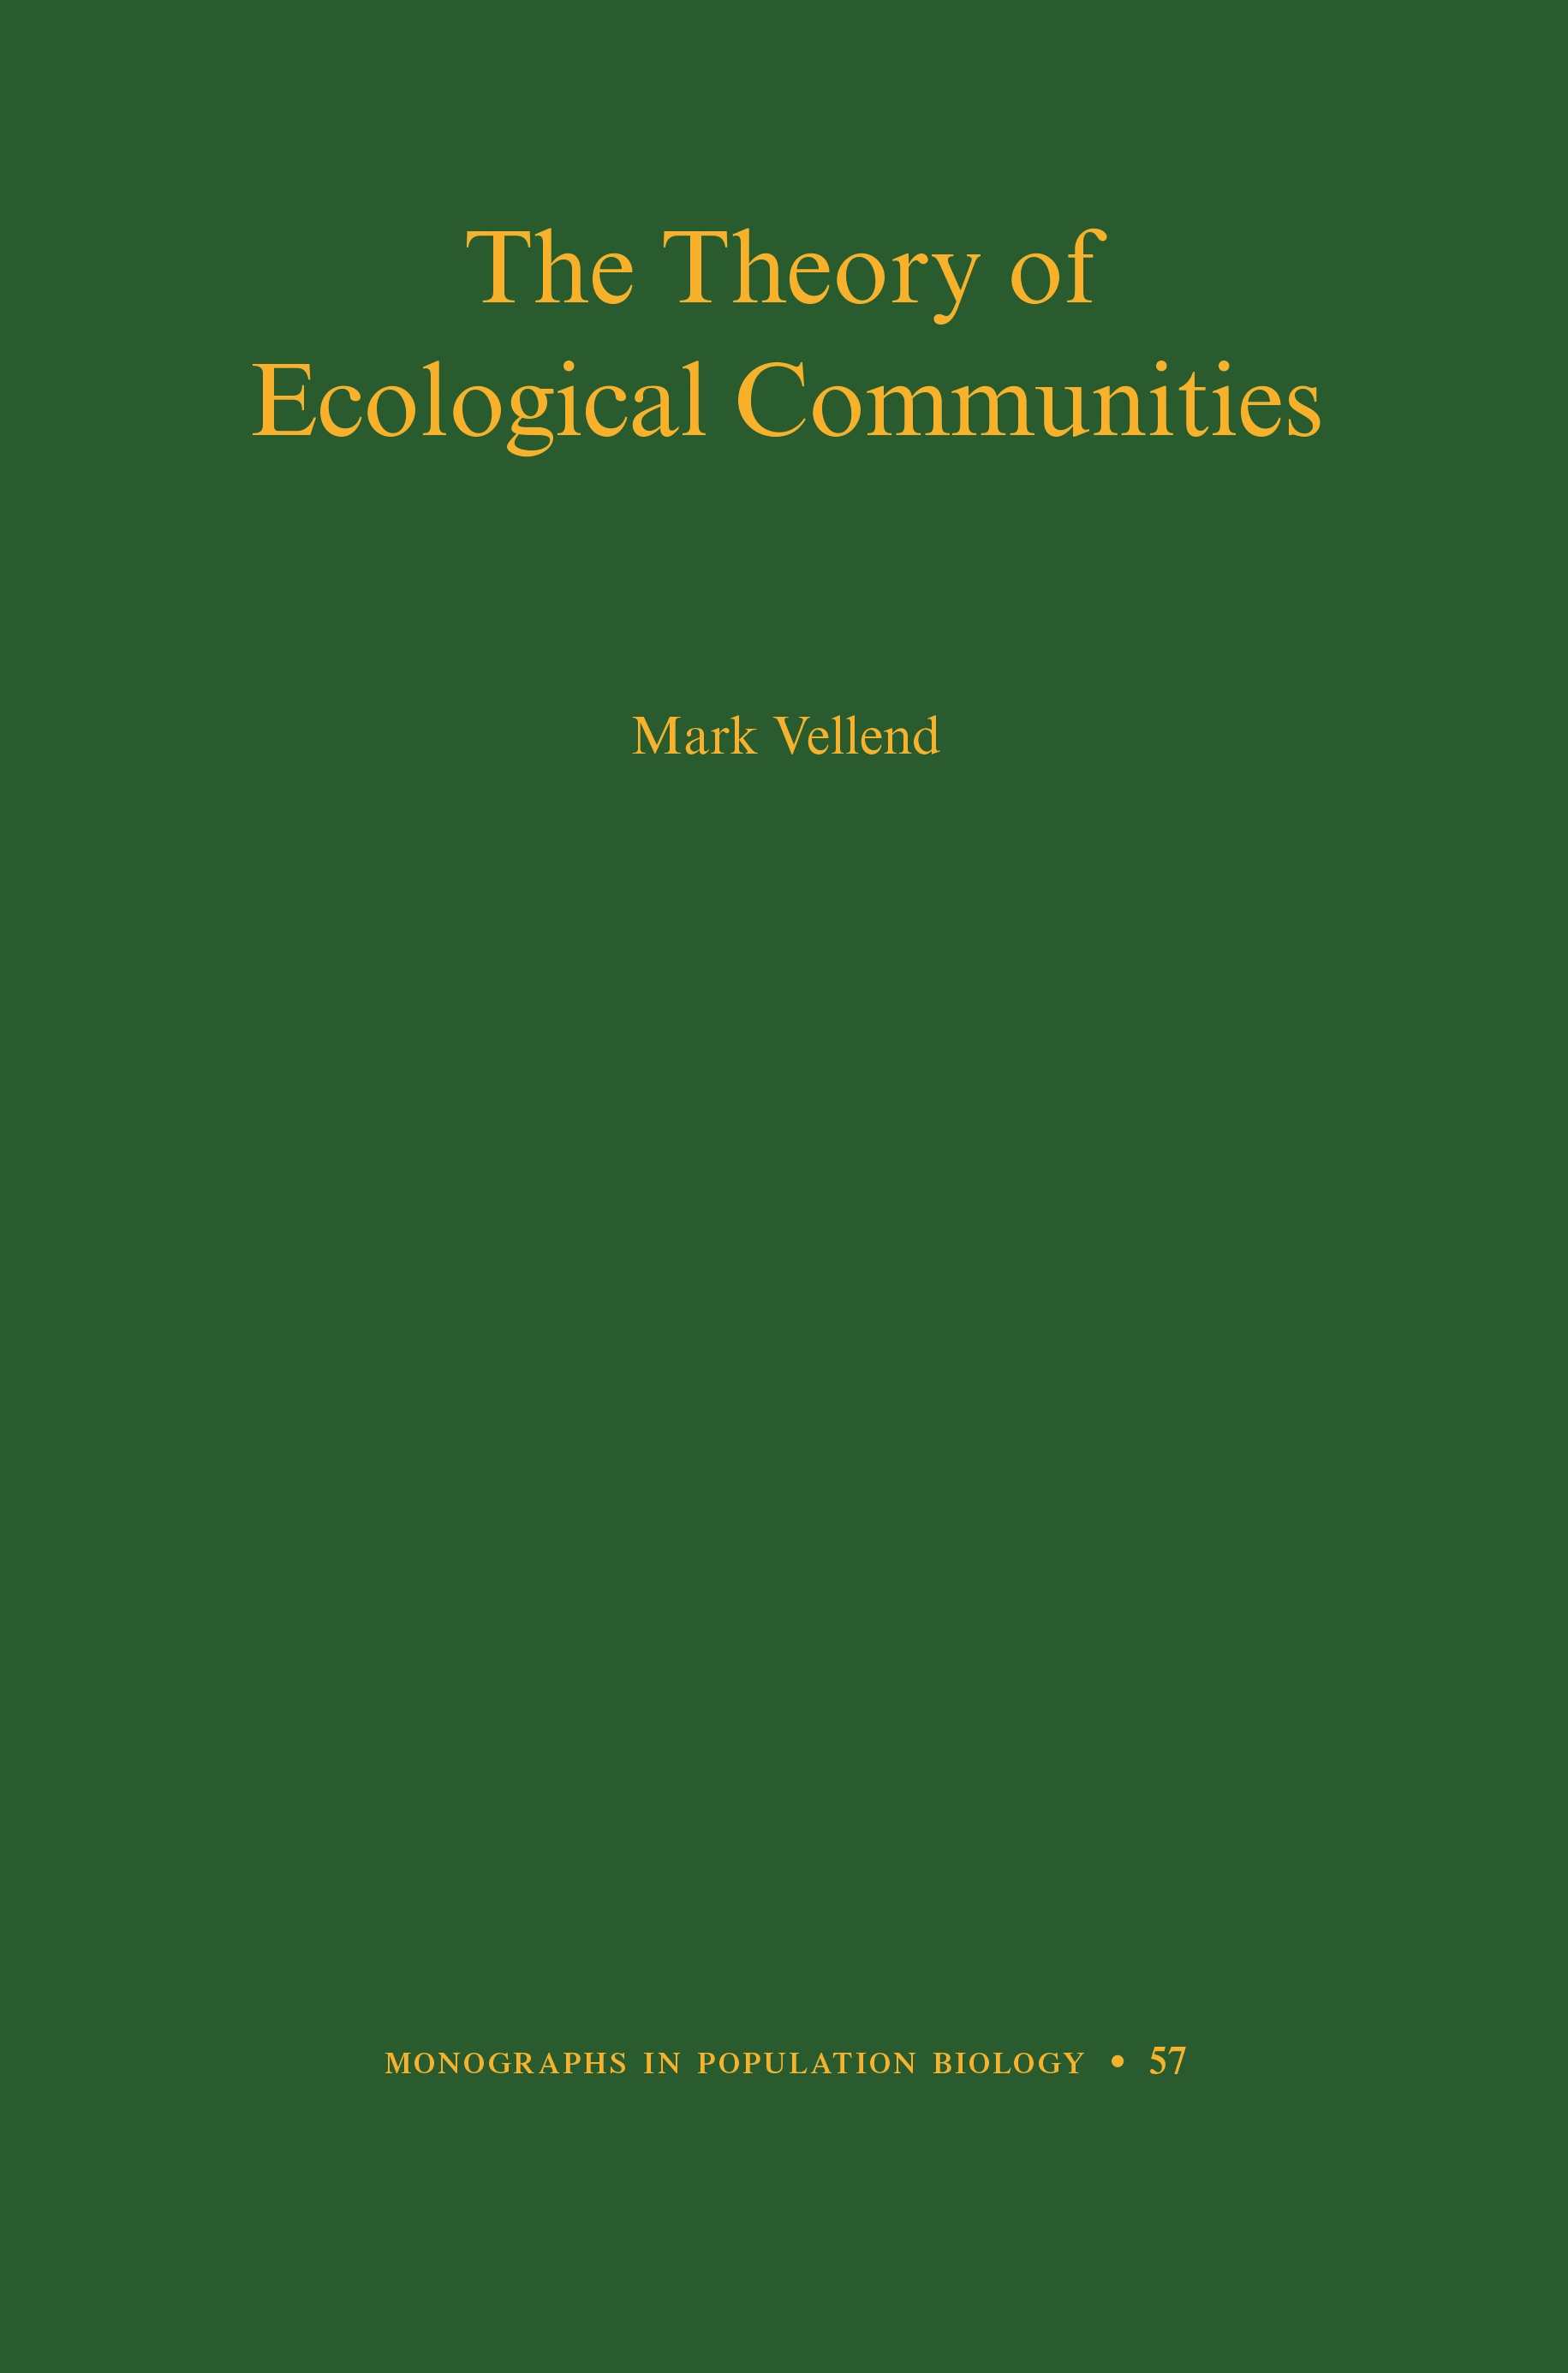 The Theory of
Ecological Communities
Mark Vellend
MONOGRAPHS IN POPULATION BIOLOGY • 57